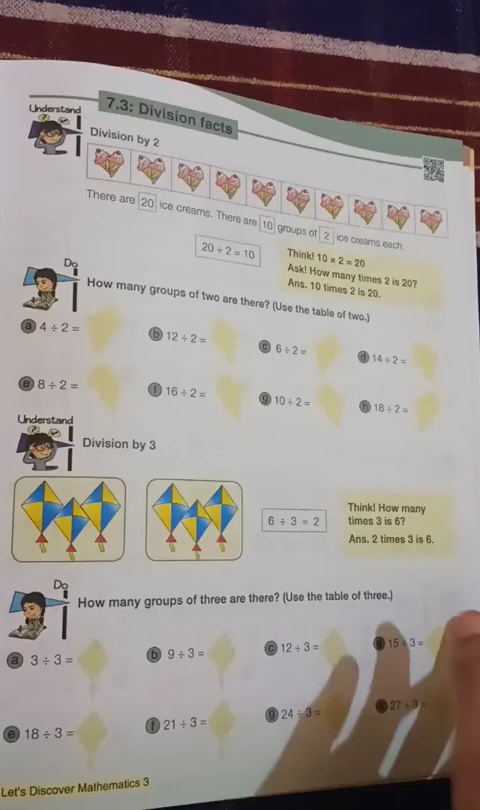 Understand
7.3: Division facts
Division by 2
There are 20 ice creams. There are 10 groups of 2 ice creams each.
20 ÷ 2 = 10
Think! 10 × 2 = 20
Ask! How many times 2 is 20?
Ans. 10 times 2 is 20.
Do
How many groups of two are there? (Use the table of two.)
a 4 ÷ 2 =
b 12 ÷ 2 =
c 6 ÷ 2 =
d 14 ÷ 2 =
e 8 ÷ 2 =
f 16 ÷ 2 =
g 10 ÷ 2 =
h 18 ÷ 2 =
Understand
Division by 3
6 ÷ 3 = 2
Think! How many
times 3 is 6?
Ans. 2 times 3 is 6.
Do
How many groups of three are there? (Use the table of three.)
a 3 ÷ 3 =
b 9 ÷ 3 =
c 12 ÷ 3 =
d 15 ÷ 3 =
e 18 ÷ 3 =
f 21 ÷ 3 =
g 24 ÷ 3 =
h 27 ÷ 3 =
Let's Discover Mathematics 3